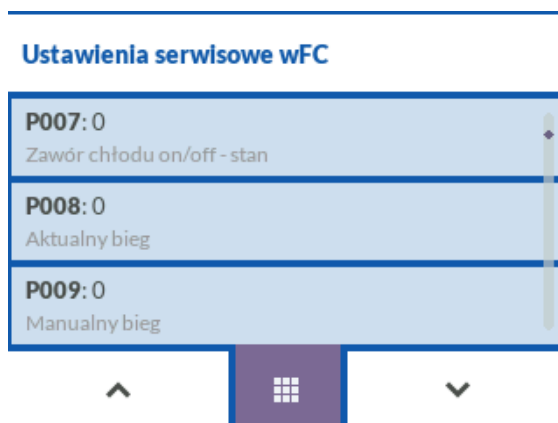 Ustawienia serwisowe wFC
P007: 0
Zawór chłodu on/off - stan
P008: 0
Aktualny bieg
P009: 0
Manualny bieg